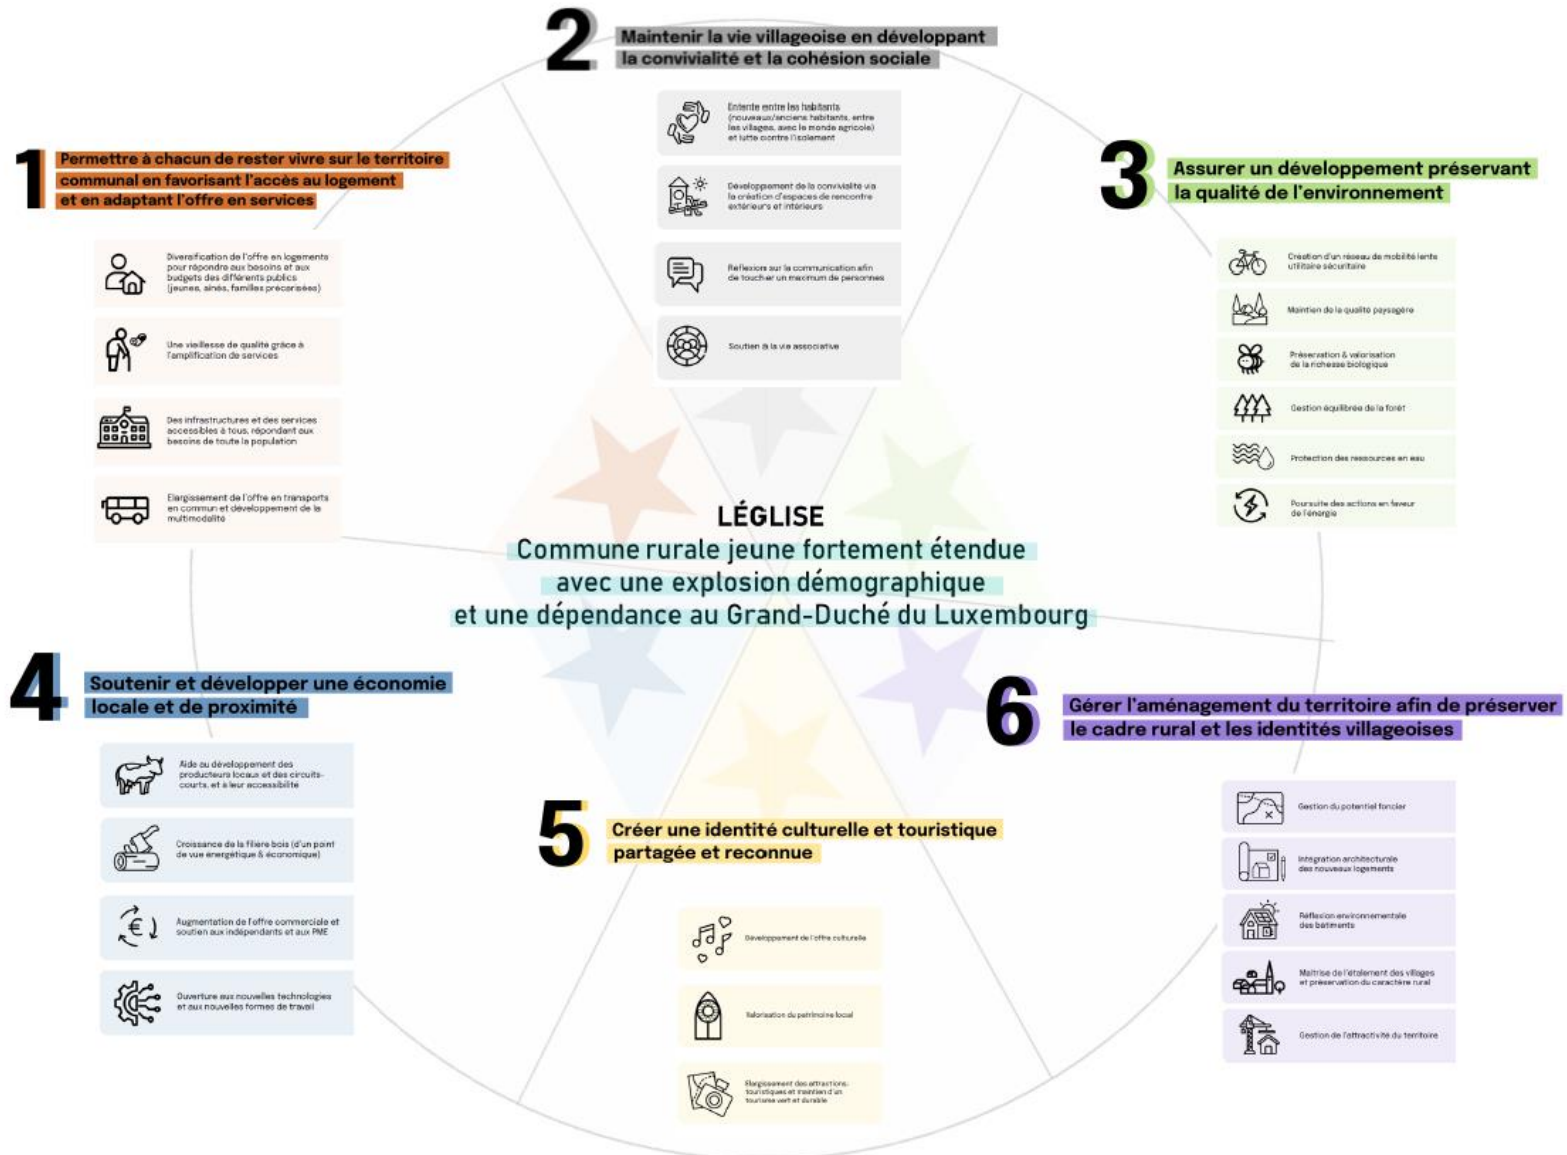 1
Permettre à chacun de rester vivre sur le territoire
communal en favorisant l'accès au logement
et en adaptant l'offre en services
Diversification de l'offre en logements
pour répondre aux besoins et aux
budgets des différents publics
(jeunes, aînés, familles précarisées)
Une vieillesse de qualité grâce à
l'amplification de services
Des infrastructures et des services
accessibles à tous, répondant aux
besoins de toute la population
Elargissement de l'offre en transports
en commun et développement de la
multimodalité
2
Maintenir la vie villageoise en développant
la convivialité et la cohésion sociale
Entente entre les habitants
(nouveaux/anciens habitants, entre
les villages, avec le monde agricole)
et lutte contre l'isolement
Développement de la convivialité via
la création d'espaces de rencontre
extérieurs et intérieurs
Réflexion sur la communication afin
de toucher un maximum de personnes
Soutien à la vie associative
3
Assurer un développement préservant
la qualité de l'environnement
Création d'un réseau de mobilité lente
utilitaire sécuritaire
Maintien de la qualité paysagère
Préservation & valorisation
de la richesse biologique
Gestion équilibrée de la forêt
Protection des ressources en eau
Poursuite des actions en faveur
de l'énergie
LÉGLISE
Commune rurale jeune fortement étendue
avec une explosion démographique
et une dépendance au Grand-Duché du Luxembourg
4
Soutenir et développer une économie
locale et de proximité
Aide au développement des
producteurs locaux et des circuits-
courts, et à leur accessibilité
Croissance de la filière bois (d'un point
de vue énergétique & économique)
€
Augmentation de l'offre commerciale et
soutien aux indépendants et aux PME
Ouverture aux nouvelles technologies
et aux nouvelles formes de travail
5
Créer une identité culturelle et touristique
partagée et reconnue
Développement de l'offre culturelle
Valorisation du patrimoine local
Elargissement des attractions
touristiques et maintien d'un
tourisme vert et durable
6
Gérer l'aménagement du territoire afin de préserver
le cadre rural et les identités villageoises
Gestion du potentiel foncier
Intégration architecturale
des nouveaux logements
Réflexion environnementale
des bâtiments
Maîtrise de l'étalement des villages
et préservation du caractère rural
Gestion de l'attractivité du territoire